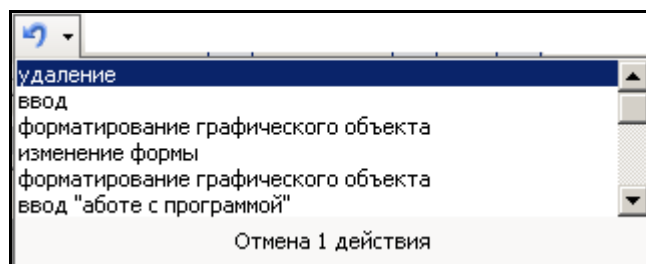 удаление
ввод
форматирование графического объекта
изменение формы
форматирование графического объекта
ввод "аботе с программой"
Отмена 1 действия